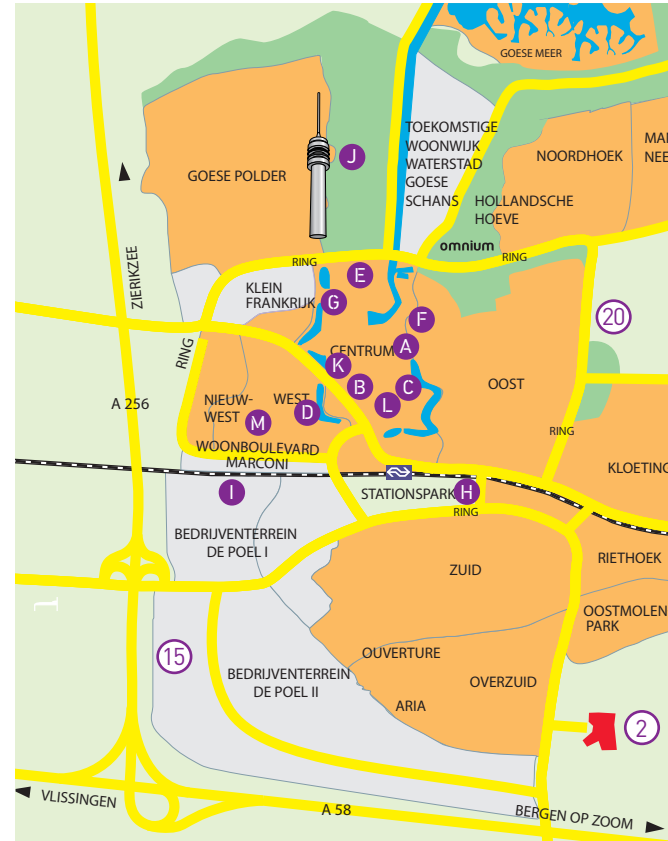 GOESE MEER
TOEKOMSTIGE
WOONWIJK
WATERSTAD
GOESE
SCHANS
NOORDHOEK
J
GOESE POLDER
HOLLANDSCHE
HOEVE
omnium
RING
RING
ZIERIKZEE
E
KLEIN
FRANKRIJK
G
F
20
RING
CENTRUM
A
K
B
C
OOST
A 256
NIEUW-
WEST
WEST
D
L
M
RING
WOONBOULEVARD
MARCONI
KLOETING
I
STATIONSPARK
H
RING
BEDRIJVENTERREIN
DE POEL I
ZUID
RIETHOEK
OOSTMOLEN
PARK
1
15
OUVERTURE
BEDRIJVENTERREIN
DE POEL II
OVERZUID
ARIA
2
VLISSINGEN
A 58
BERGEN OP ZOOM